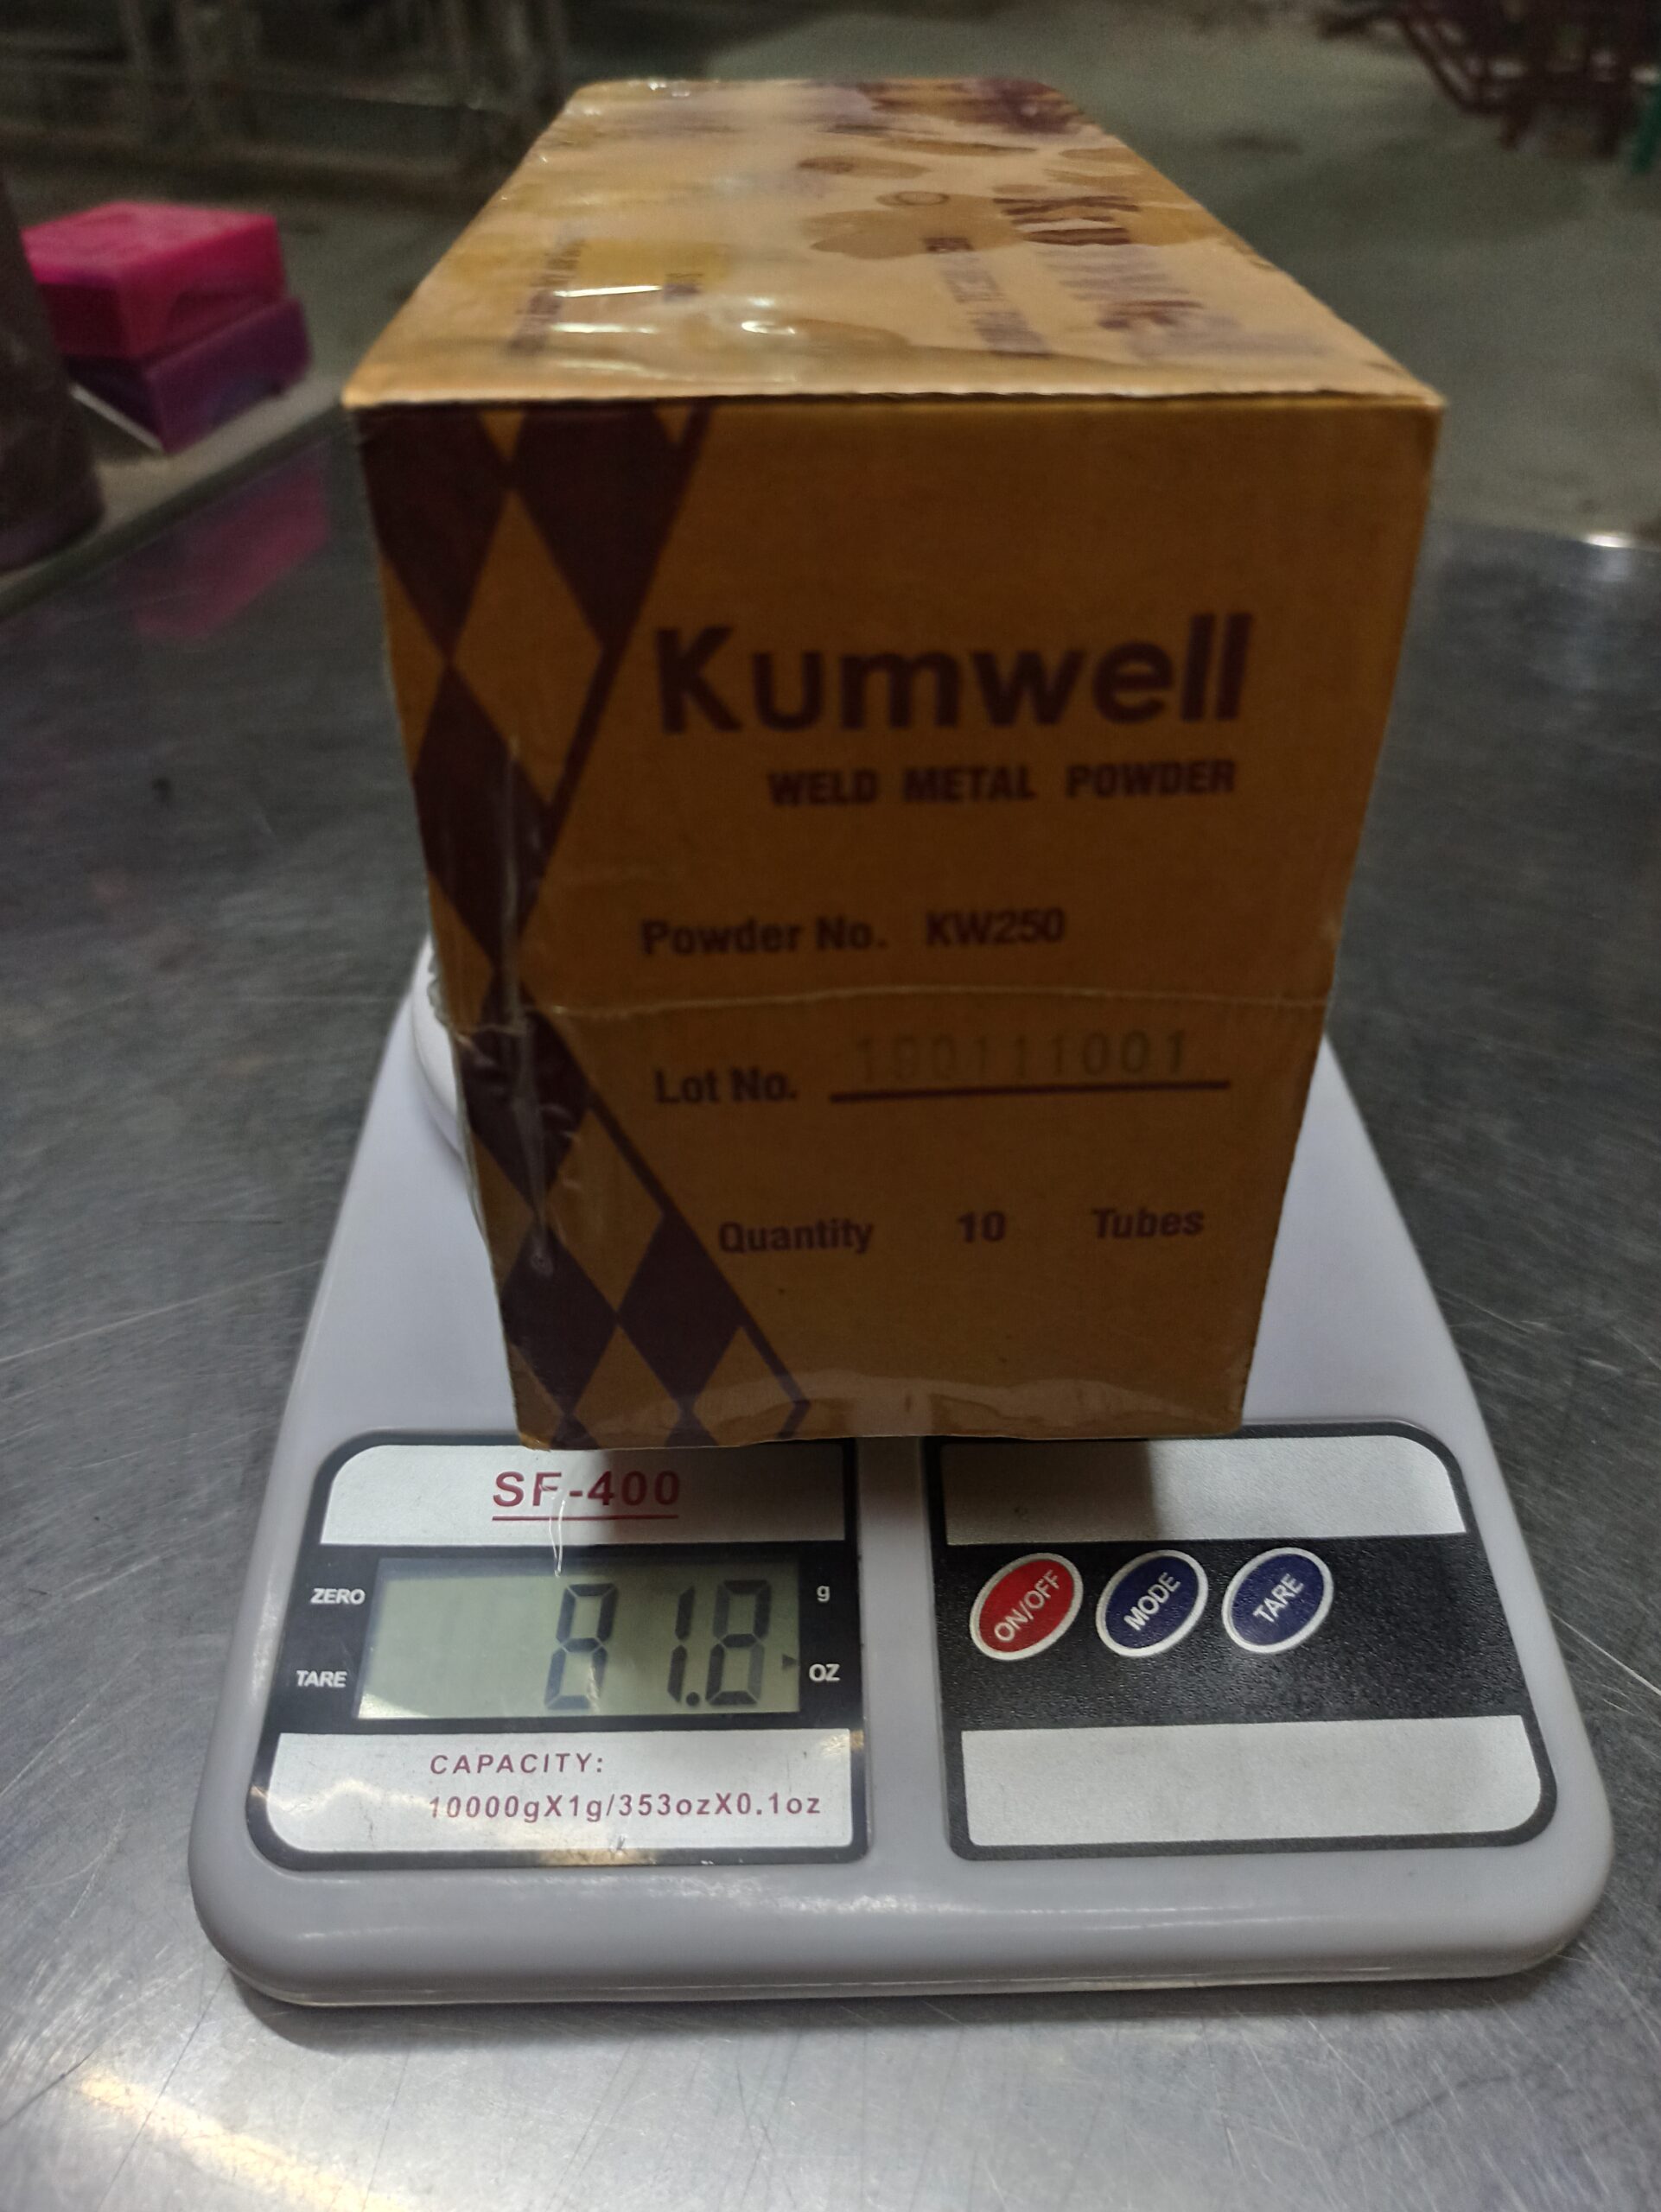 Kumwell
WELD METAL POWDER
Powder No. KW250
Lot No. 190111001
Quantity 10 Tubes
SF-400
ZERO
TARE
81.8
g
OZ
ON/OFF
MODE
TARE
CAPACITY:
10000gX1g/353ozX0.1oz